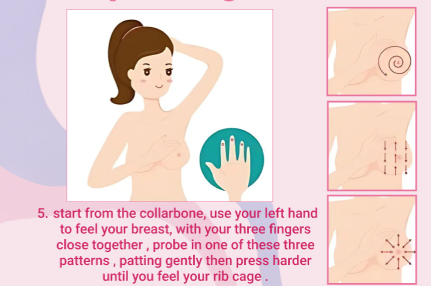 5. start from the collarbone, use your left hand
to feel your breast, with your three fingers
close together , probe in one of these three
patterns , patting gently then press harder
until you feel your rib cage .